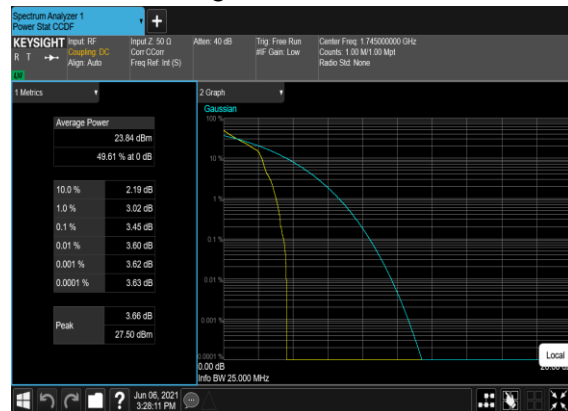 Spectrum Analyzer 1
Power Stat CCDF
KEYSIGHT
R T
LXI
Input: RF
Coupling: DC
Align: Auto
Input Z: 50 Ω
Corr CCorr
Freq Ref: Int (S)
Atten: 40 dB
Trig: Free Run
#IF Gain: Low
Center Freq: 1.745000000 GHz
Counts: 1.00 M/1.00 Mpt
Radio Std: None
1 Metrics
Average Power
23.84 dBm
49.61 % at 0 dB
10.0 % 2.19 dB
1.0 % 3.02 dB
0.1 % 3.45 dB
0.01 % 3.60 dB
0.001 % 3.62 dB
0.0001 % 3.63 dB
Peak
3.66 dB
27.50 dBm
2 Graph
Gaussian
100 %
10 %
1 %
0.1 %
0.01 %
0.001 %
0.0001 %
0.00 dB
Info BW 25.000 MHz
Local
?
Jun 06, 2021
3:28:11 PM